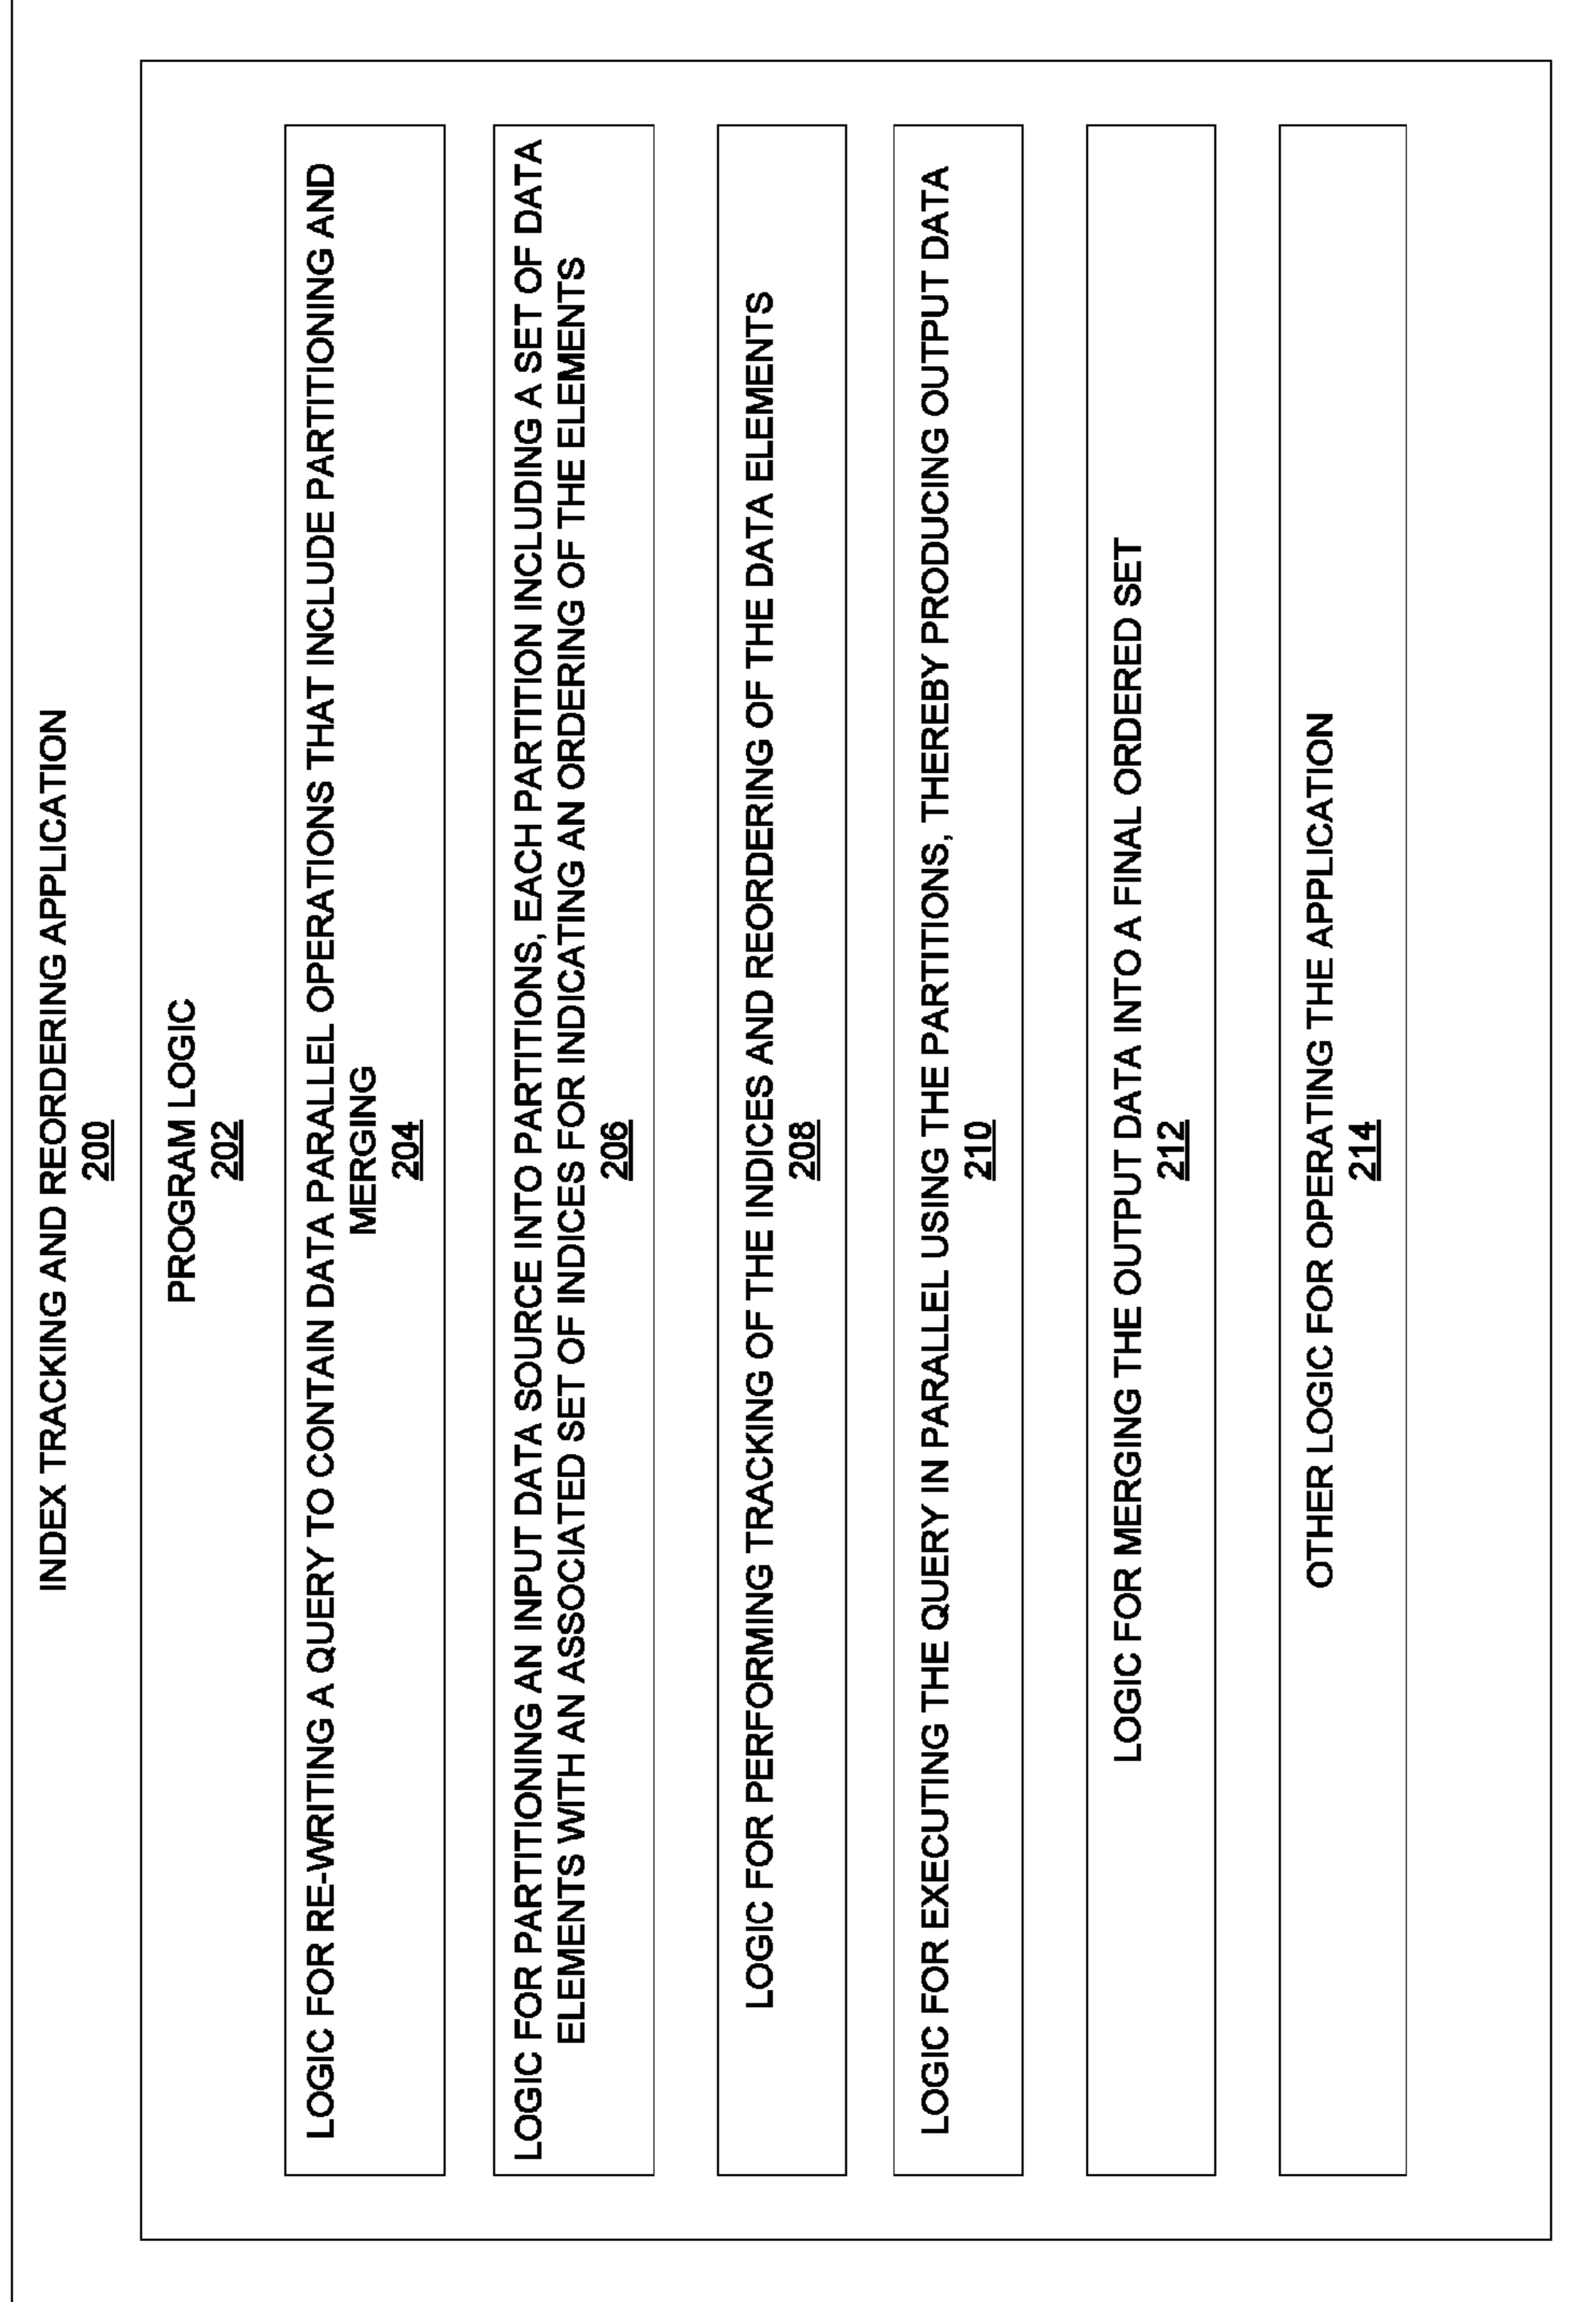 INDEX TRACKING AND REORDERING APPLICATION
200
PROGRAM LOGIC
202
LOGIC FOR RE-WRITING A QUERY TO CONTAIN DATA PARALLEL OPERATIONS THAT INCLUDE PARTITIONING AND
MERGING
204
LOGIC FOR PARTITIONING AN INPUT DATA SOURCE INTO PARTITIONS, EACH PARTITION INCLUDING A SET OF DATA
ELEMENTS WITH AN ASSOCIATED SET OF INDICES FOR INDICATING AN ORDERING OF THE ELEMENTS
206
LOGIC FOR PERFORMING TRACKING OF THE INDICES AND REORDERING OF THE DATA ELEMENTS
208
LOGIC FOR EXECUTING THE QUERY IN PARALLEL USING THE PARTITIONS, THEREBY PRODUCING OUTPUT DATA
210
LOGIC FOR MERGING THE OUTPUT DATA INTO A FINAL ORDERED SET
212
OTHER LOGIC FOR OPERATING THE APPLICATION
214